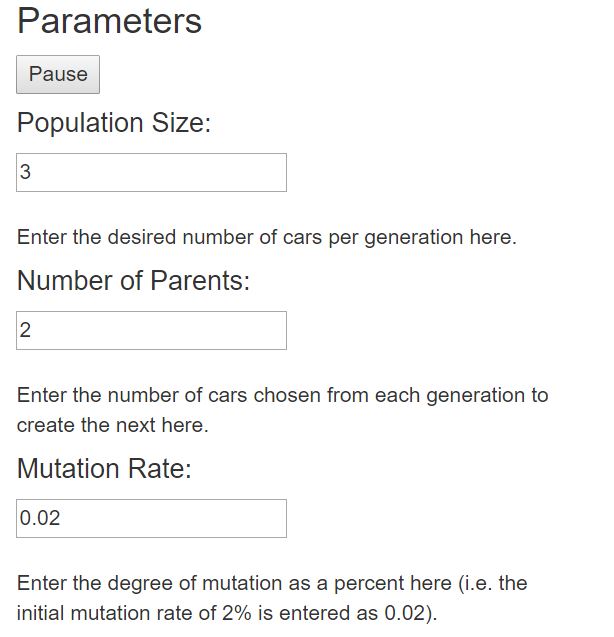 Parameters
Pause
Population Size:
3
Enter the desired number of cars per generation here.
Number of Parents:
2
Enter the number of cars chosen from each generation to
create the next here.
Mutation Rate:
0.02
Enter the degree of mutation as a percent here (i.e. the
initial mutation rate of 2% is entered as 0.02).